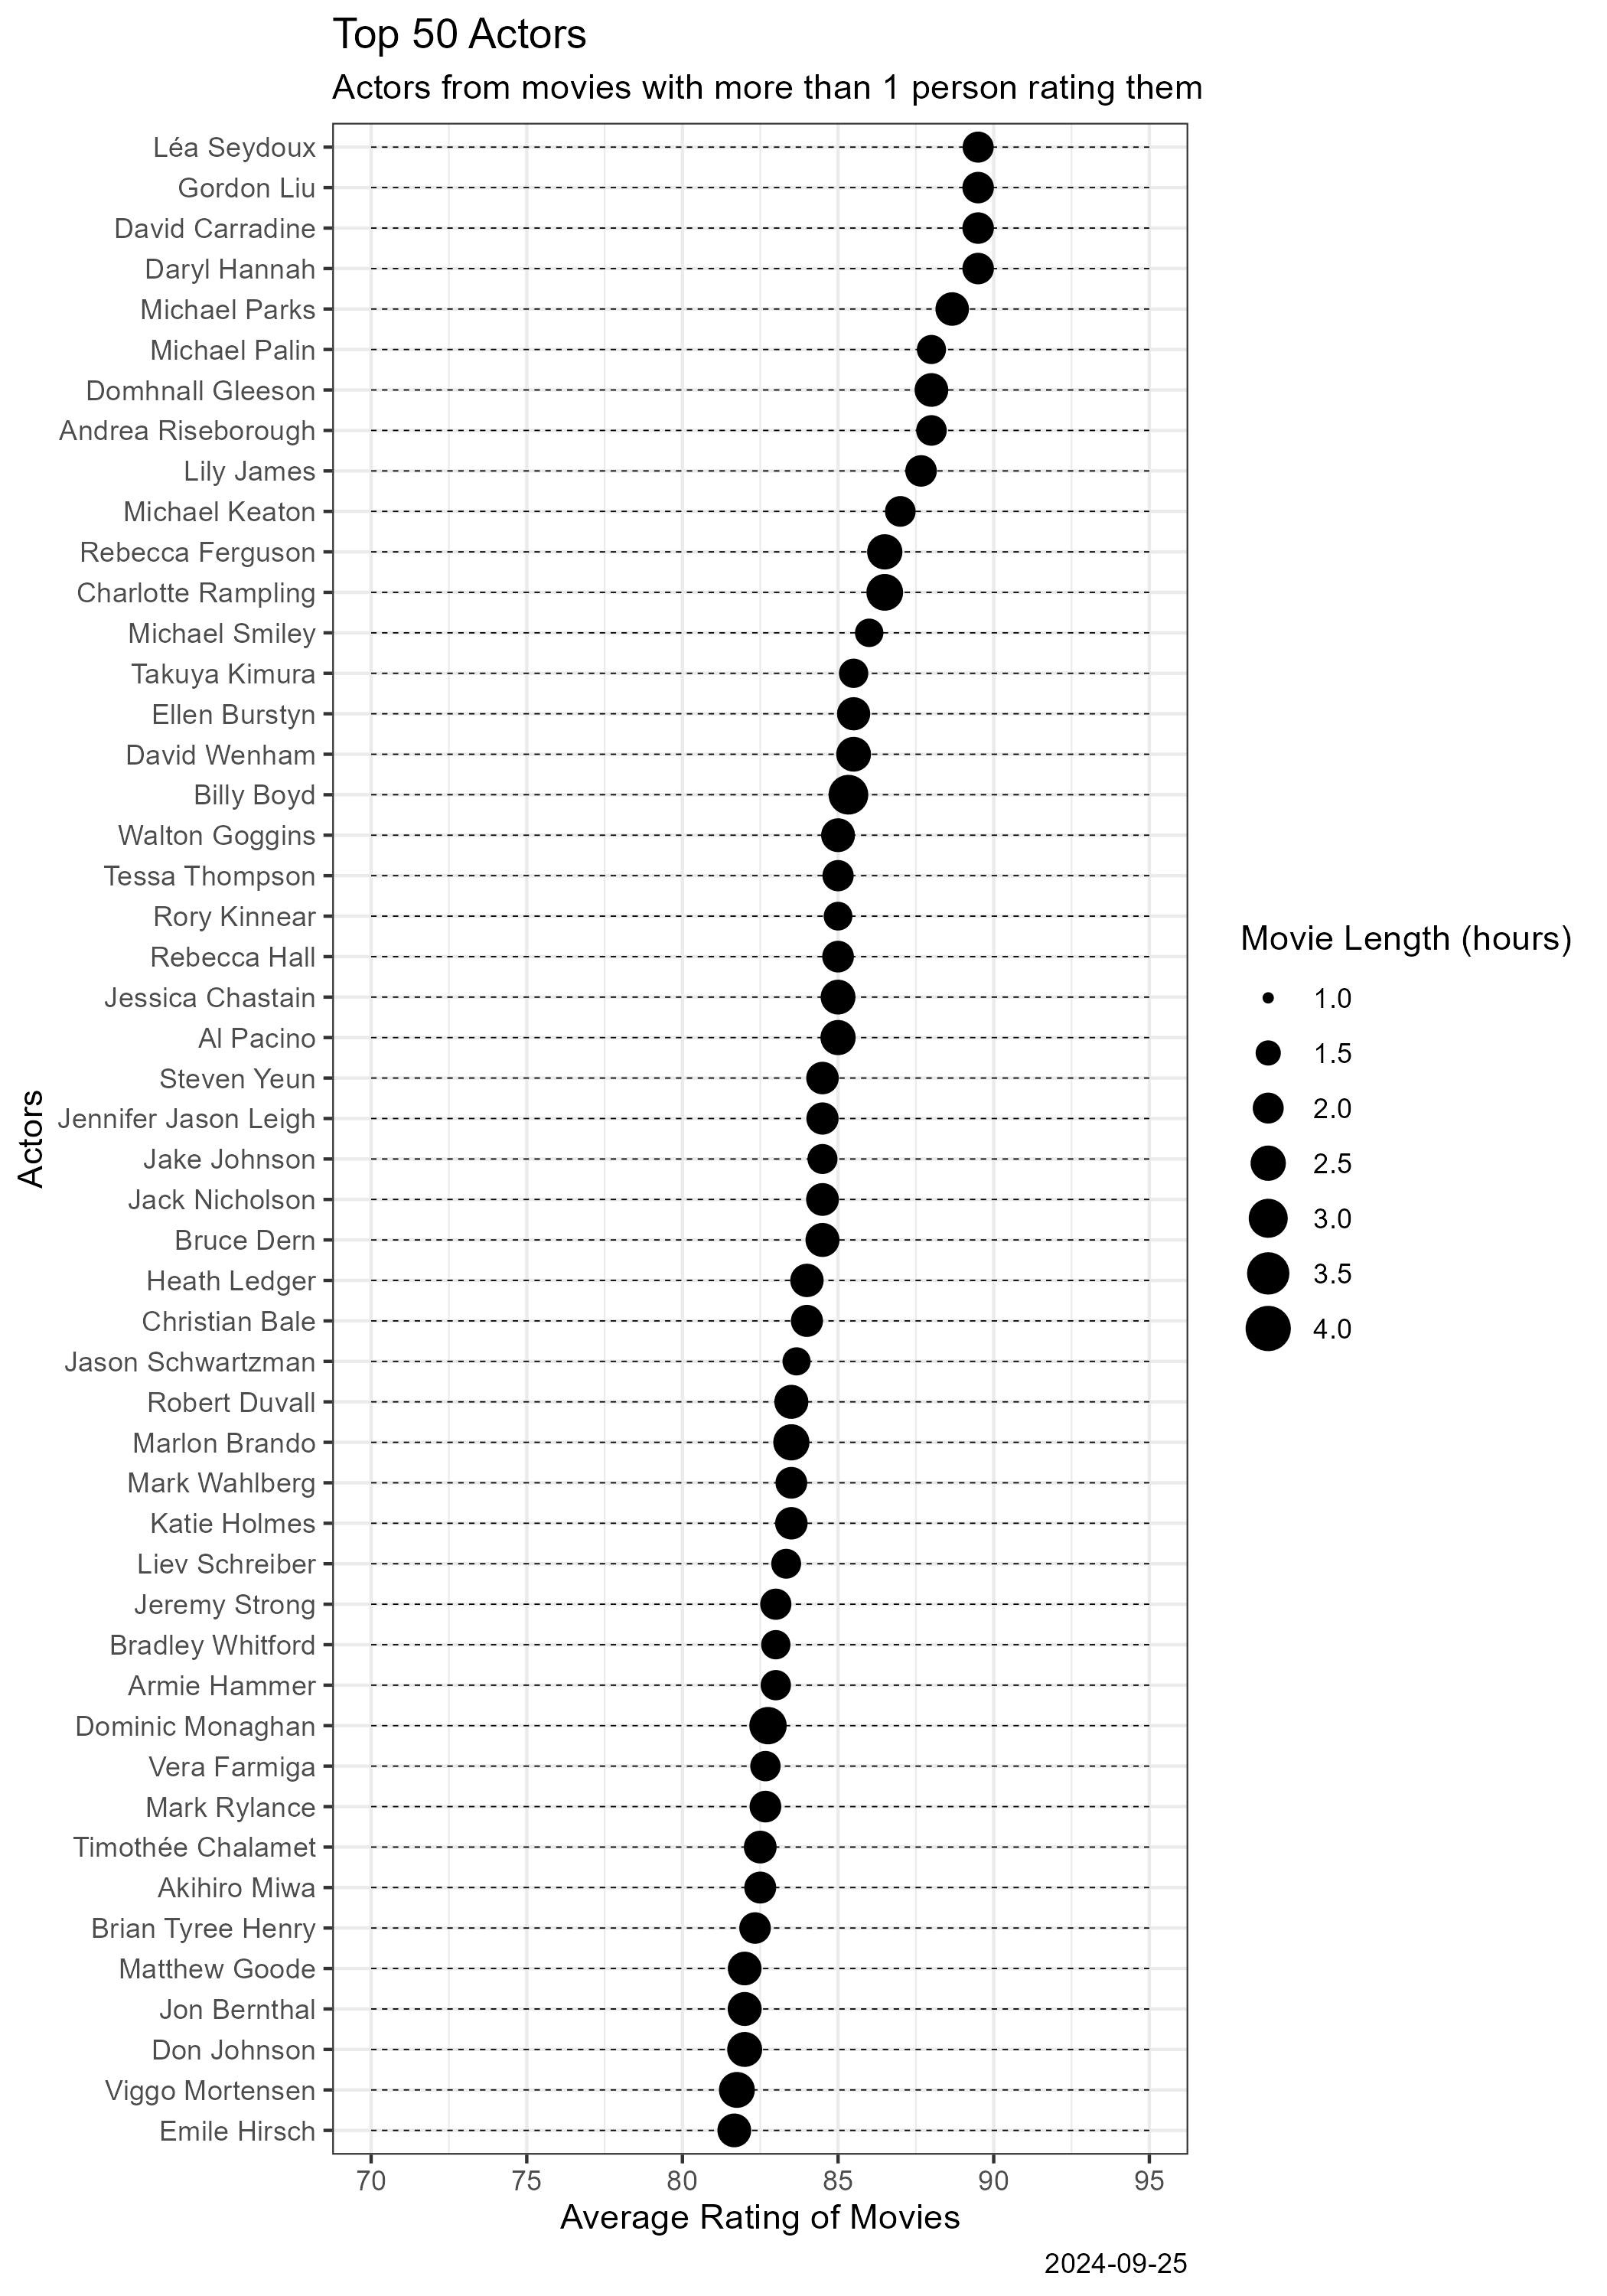 Top 50 Actors
Actors from movies with more than 1 person rating them
Léa Seydoux
Gordon Liu
David Carradine
Daryl Hannah
Michael Parks
Michael Palin
Domhnall Gleeson
Andrea Riseborough
Lily James
Michael Keaton
Rebecca Ferguson
Charlotte Rampling
Michael Smiley
Takuya Kimura
Ellen Burstyn
David Wenham
Billy Boyd
Walton Goggins
Tessa Thompson
Rory Kinnear
Rebecca Hall
Jessica Chastain
Al Pacino
Steven Yeun
Jennifer Jason Leigh
Jake Johnson
Jack Nicholson
Bruce Dern
Heath Ledger
Christian Bale
Jason Schwartzman
Robert Duvall
Marlon Brando
Mark Wahlberg
Katie Holmes
Liev Schreiber
Jeremy Strong
Bradley Whitford
Armie Hammer
Dominic Monaghan
Vera Farmiga
Mark Rylance
Timothée Chalamet
Akihiro Miwa
Brian Tyree Henry
Matthew Goode
Jon Bernthal
Don Johnson
Viggo Mortensen
Emile Hirsch
Actors
70 75 80 85 90 95
Average Rating of Movies
Movie Length (hours)
1.0
1.5
2.0
2.5
3.0
3.5
4.0
2024-09-25